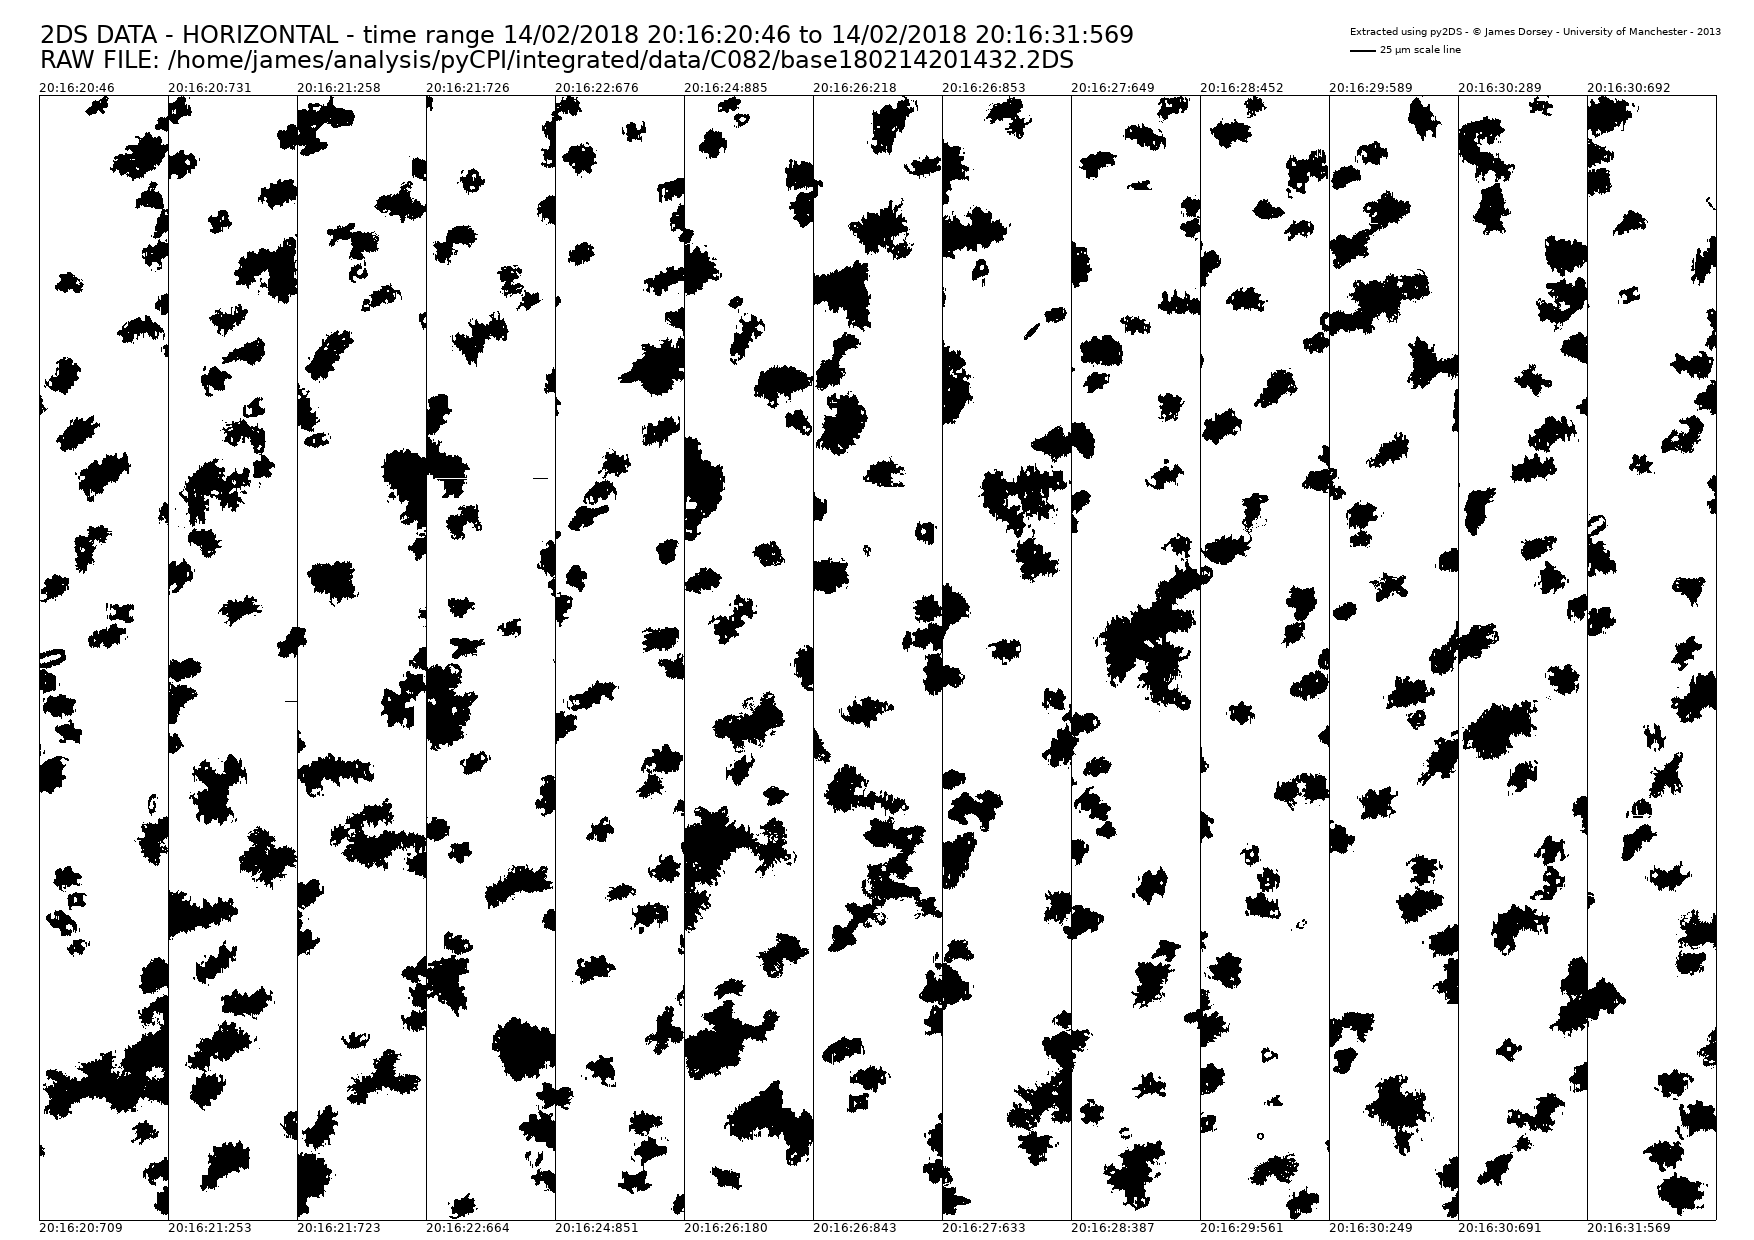 2DS DATA - HORIZONTAL - time range 14/02/2018 20:16:20:46 to 14/02/2018 20:16:31:569
RAW FILE: /home/james/analysis/pyCPI/integrated/data/C082/base180214201432.2DS
Extracted using py2DS - © James Dorsey - University of Manchester - 2013
25 µm scale line
20:16:20:46 20:16:20:731 20:16:21:258 20:16:21:726 20:16:22:676 20:16:24:885 20:16:26:218 20:16:26:853 20:16:27:649 20:16:28:452 20:16:29:589 20:16:30:289 20:16:30:692
20:16:20:709 20:16:21:253 20:16:21:723 20:16:22:664 20:16:24:851 20:16:26:180 20:16:26:843 20:16:27:633 20:16:28:387 20:16:29:561 20:16:30:249 20:16:30:691 20:16:31:569